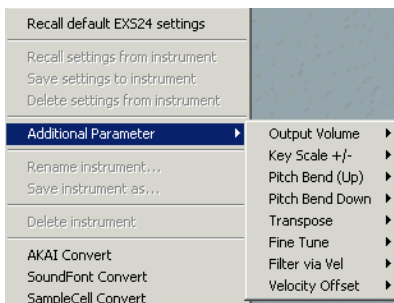 Recall default EXS24 settings
Recall settings from instrument
Save settings to instrument
Delete settings from instrument
Additional Parameter
Rename instrument...
Save instrument as...
Delete instrument
AKAI Convert
SoundFont Convert
SampleCell Convert
Output Volume
Key Scale +/-
Pitch Bend (Up)
Pitch Bend Down
Transpose
Fine Tune
Filter via Vel
Velocity Offset